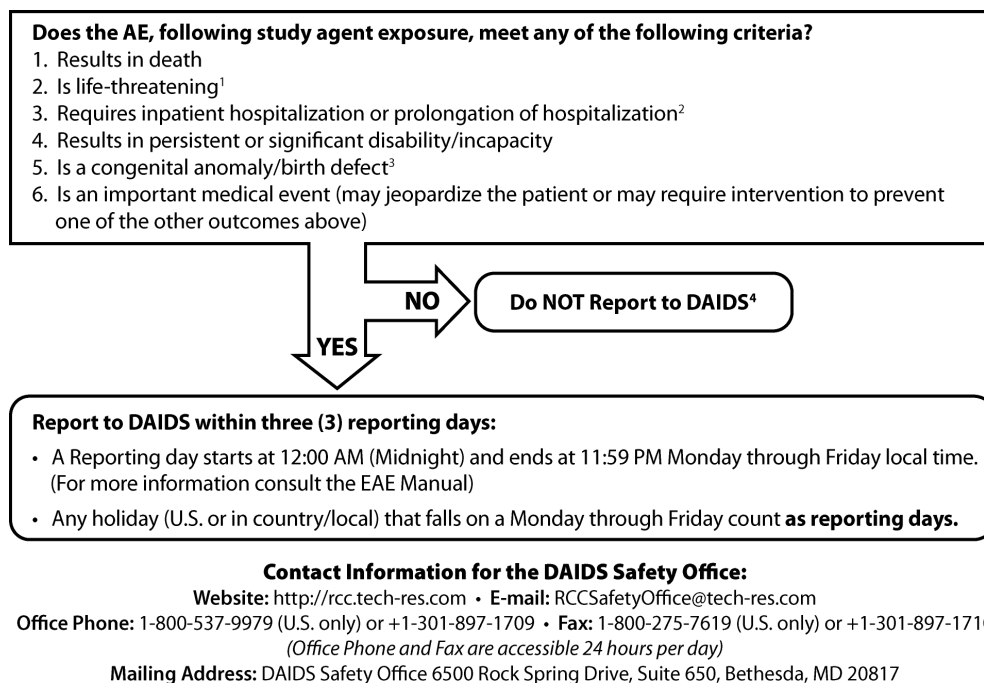 Does the AE, following study agent exposure, meet any of the following criteria?
1. Results in death
2. Is life-threatening¹
3. Requires inpatient hospitalization or prolongation of hospitalization²
4. Results in persistent or significant disability/incapacity
5. Is a congenital anomaly/birth defect³
6. Is an important medical event (may jeopardize the patient or may require intervention to prevent
one of the other outcomes above)
NO
Do NOT Report to DAIDS⁴
YES
Report to DAIDS within three (3) reporting days:
• A Reporting day starts at 12:00 AM (Midnight) and ends at 11:59 PM Monday through Friday local time.
(For more information consult the EAE Manual)
• Any holiday (U.S. or in country/local) that falls on a Monday through Friday count as reporting days.
Contact Information for the DAIDS Safety Office:
Website: http://rcc.tech-res.com • E-mail: RCCSafetyOffice@tech-res.com
Office Phone: 1-800-537-9979 (U.S. only) or +1-301-897-1709 • Fax: 1-800-275-7619 (U.S. only) or
(Office Phone and Fax are accessible 24 hours per day)
Mailing Address: DAIDS Safety Office 6500 Rock Spring Drive, Suite 650, Bethesda, MD 20817